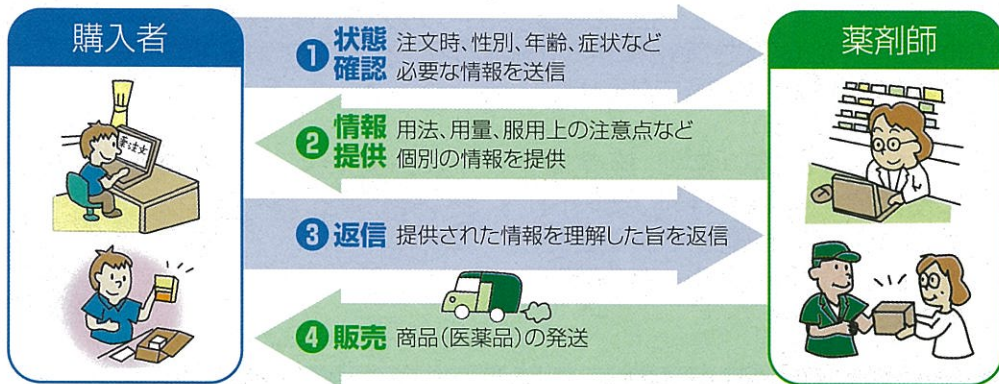 購入者
薬剤師
❶状態確認
注文時、性別、年齢、症状など
必要な情報を送信
❷情報提供
用法、用量、服用上の注意点など
個別の情報を提供
❸返信
提供された情報を理解した旨を返信
❹販売
商品(医薬品)の発送
薬注文